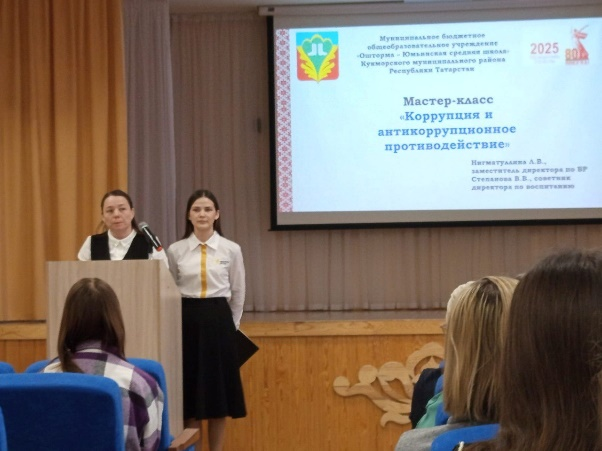 Муниципальное бюджетное
общеобразовательное учреждение
«Ошторма – Юмьинская средняя школа»
Кукморского муниципального района
Республики Татарстан
2025
Мастер-класс
«Коррупция и
антикоррупционное
противодействие»
Нигматуллина Л.В.,
заместитель директора по ВР
Степанова В.В., советник
директора по воспитанию